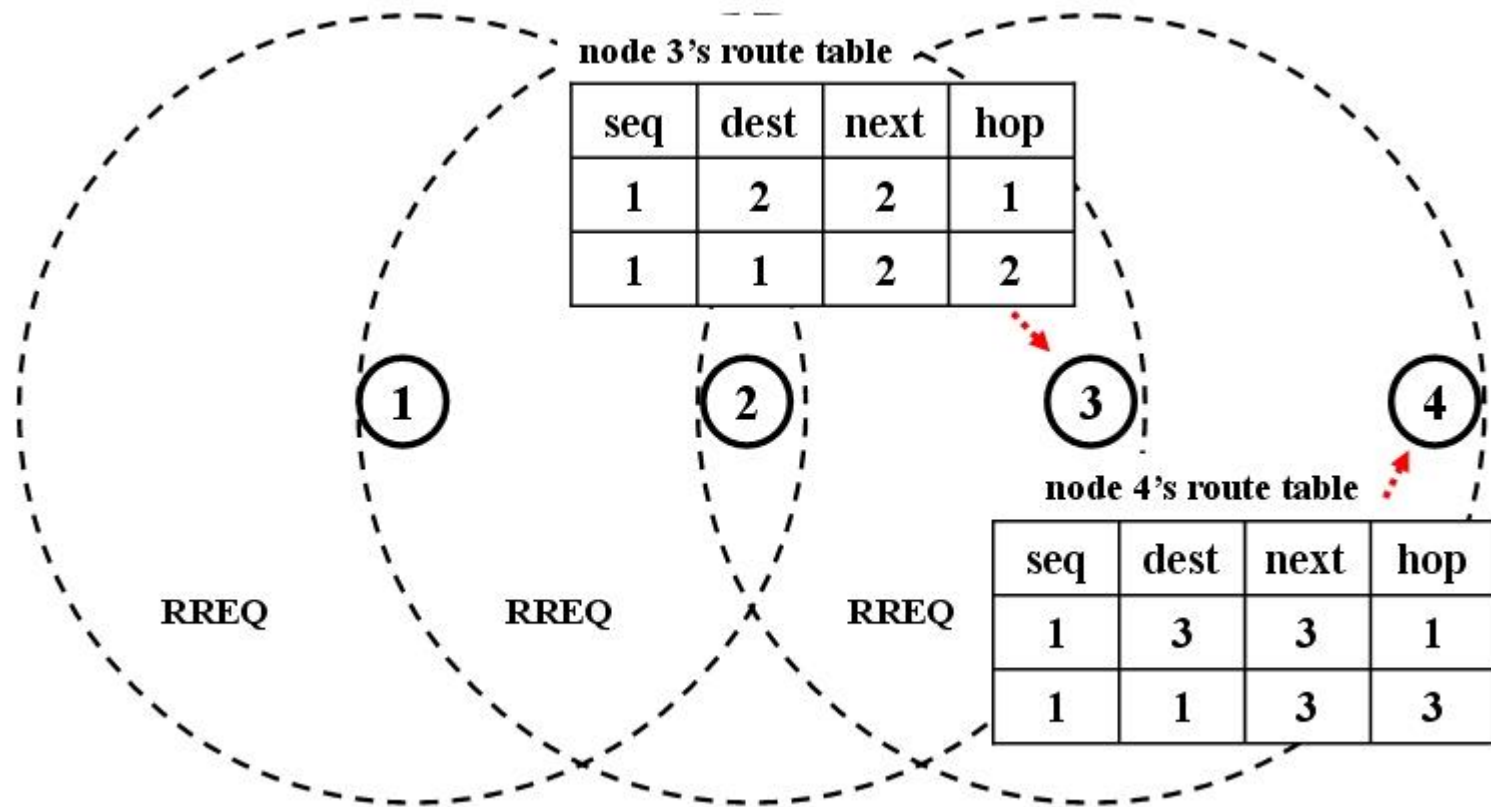 node 3’s route table
seq dest next hop
1 2 2 1
1 1 2 2
1 2 3 4
node 4’s route table
seq dest next hop
1 3 3 1
1 1 3 3
RREQ RREQ RREQ